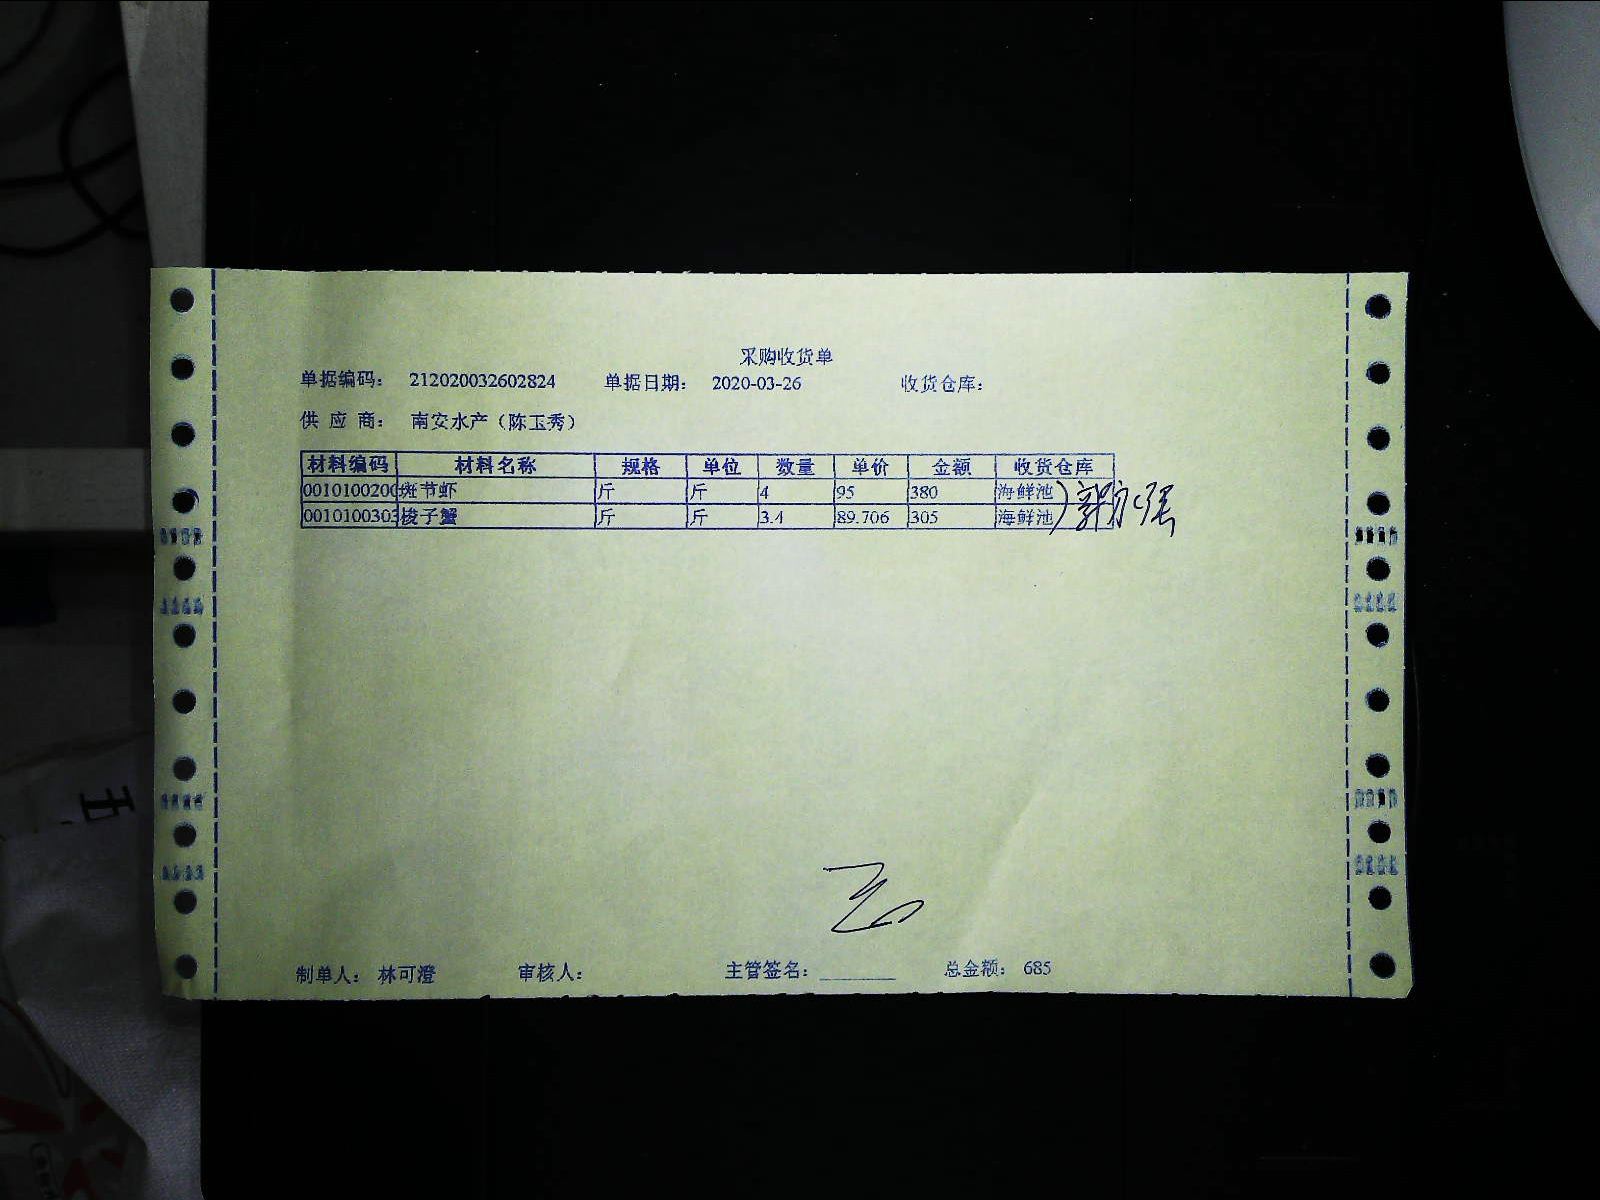 采购收货单
单据编码: 212020032602824 单据日期: 2020-03-26 收货仓库:
供 应 商: 南安水产（陈玉秀）
材料编码 材料名称 规格 单位 数量 单价 金额 收货仓库
0010100200 斑节虾 斤 斤 4 95 380 海鲜池
0010100303 梭子蟹 斤 斤 3.4 89.706 305 海鲜池
制单人: 林可澄 审核人: 主管签名: ________ 总金额: 685
五